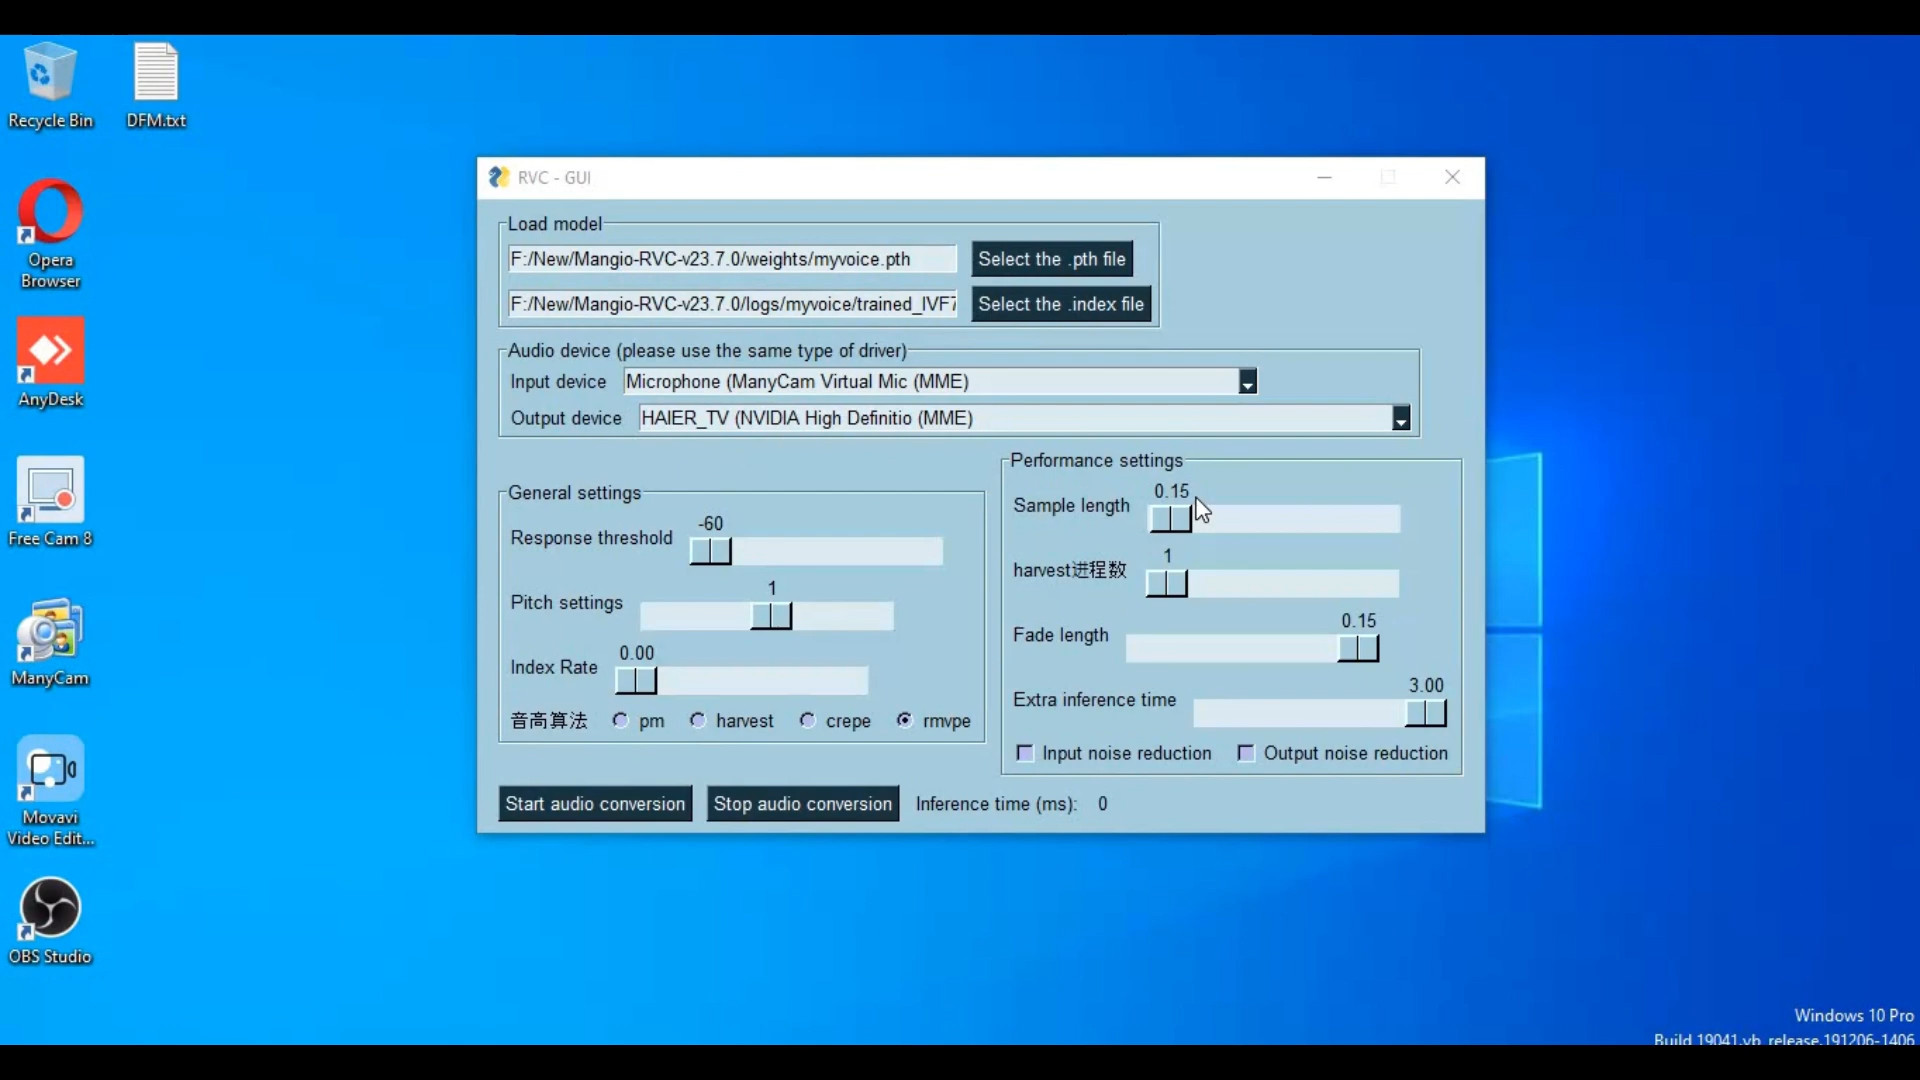 Recycle Bin
DFM.txt
Opera
Browser
AnyDesk
Free Cam 8
ManyCam
Movavi
Video Edit...
OBS Studio
RVC - GUI
Load model
F:/New/Mangio-RVC-v23.7.0/weights/myvoice.pth
Select the .pth file
F:/New/Mangio-RVC-v23.7.0/logs/myvoice/trained_IVF7
Select the .index file
Audio device (please use the same type of driver)
Input device
Microphone (ManyCam Virtual Mic (MME)
Output device
HAIER_TV (NVIDIA High Definitio (MME)
General settings
Response threshold
-60
Pitch settings
1
Index Rate
0.00
音高算法 pm harvest crepe rmvpe
Performance settings
Sample length
0.15
harvest进程数
1
Fade length
0.15
Extra inference time
3.00
Input noise reduction
Output noise reduction
Start audio conversion
Stop audio conversion
Inference time (ms): 0
Windows 10 Pro
Build 19041.vb_release.191206-1406